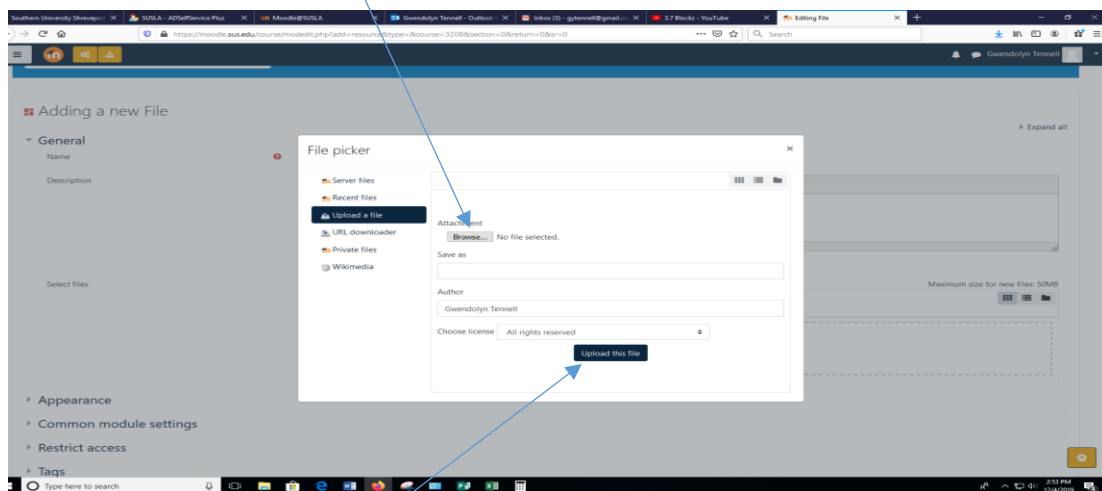 Southern University Shrevepor
SUSLA - ADSelfService Plus
Moodle@SUSLA
Gwendolyn Tennell - Outlook
Inbox (3) - gytennell@gmail.c
3.7 Blocks - YouTube
Editing File
https://moodle.sus.edu/course/modedit.php?add=resource&type=&course=3208&section=0&return=0&sr=0
Search
Gwendolyn Tennell
Adding a new File
Expand all
General
Name
File picker
Description
Server files
Recent files
Upload a file
Attachment
URL downloader
Browse... No file selected.
Private files
Save as
Wikimedia
Select files
Maximum size for new files: 50MB
Author
Gwendolyn Tennell
Choose license All rights reserved
Upload this file
Appearance
Common module settings
Restrict access
Tags
Type here to search
2:53 PM
12/4/2019